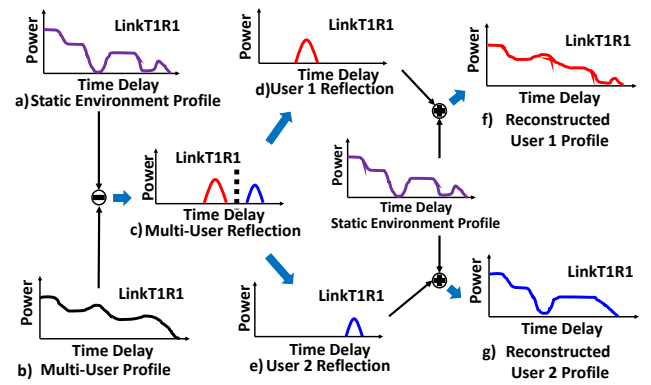 Power
LinkT1R1
Time Delay
a) Static Environment Profile
Power
LinkT1R1
Time Delay
b) Multi-User Profile
Power
LinkT1R1
Time Delay
c) Multi-User Reflection
Power
LinkT1R1
Time Delay
d) User 1 Reflection
Power
LinkT1R1
Time Delay
e) User 2 Reflection
Power
Time Delay
Static Environment Profile
Power
LinkT1R1
Time Delay
f) Reconstructed
User 1 Profile
Power
LinkT1R1
Time Delay
g) Reconstructed
User 2 Profile